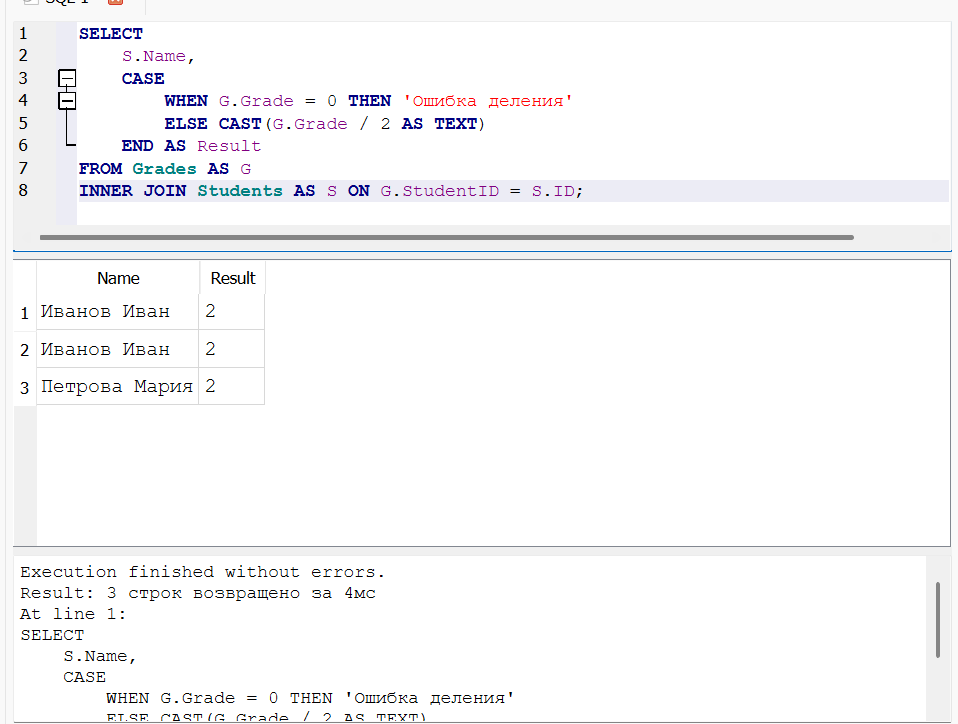 1 SELECT
2 S.Name,
3 CASE
4 WHEN G.Grade = 0 THEN 'Ошибка деления'
5 ELSE CAST(G.Grade / 2 AS TEXT)
6 END AS Result
7 FROM Grades AS G
8 INNER JOIN Students AS S ON G.StudentID = S.ID;
Name Result
1 Иванов Иван 2
2 Иванов Иван 2
3 Петрова Мария 2
Execution finished without errors.
Result: 3 строк возвращено за 4мс
At line 1:
SELECT
S.Name,
CASE
WHEN G.Grade = 0 THEN 'Ошибка деления'
ELSE CAST(G.Grade / 2 AS TEXT)